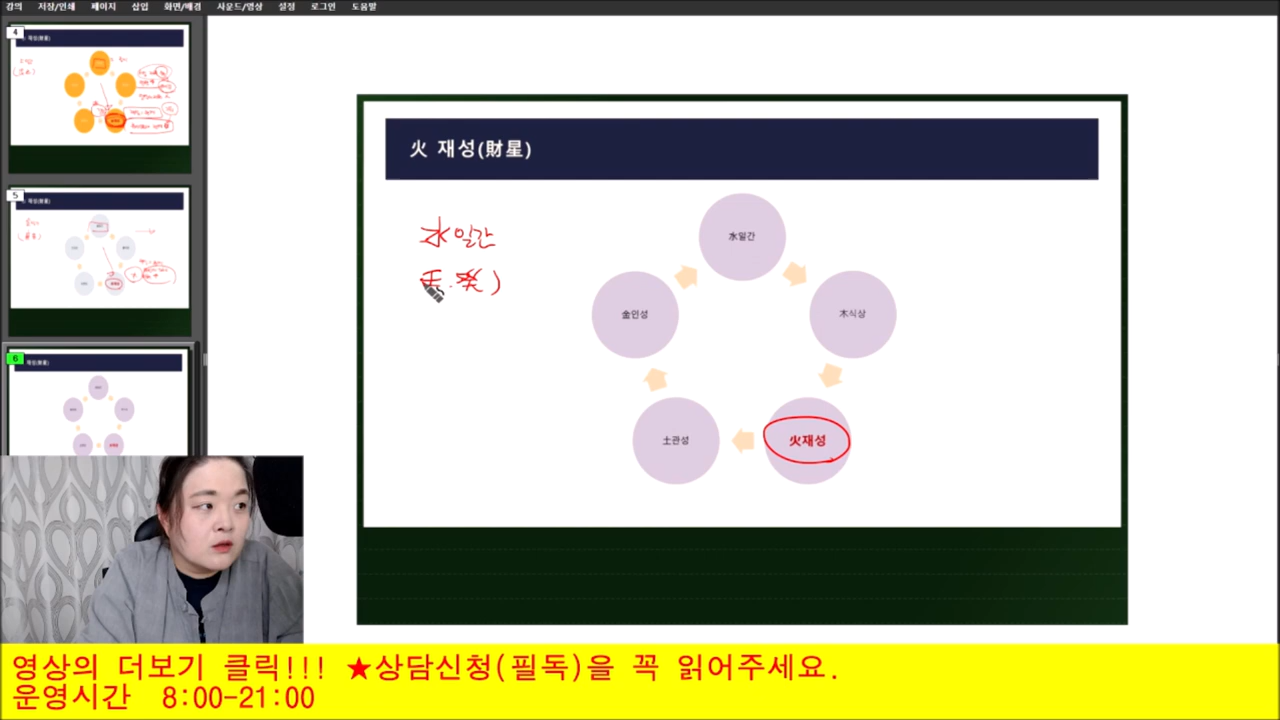 강의 저장/인쇄 페이지 삽입 화면/배경 사운드/영상 설정 로그인 도움말
4
5
6
火 재성(財星)
水일간
壬.癸)
水일간
金인성
木식상
土관성
火재성
영상의 더보기 클릭!!! ★상담신청(필독)을 꼭 읽어주세요.
운영시간 8:00-21:00